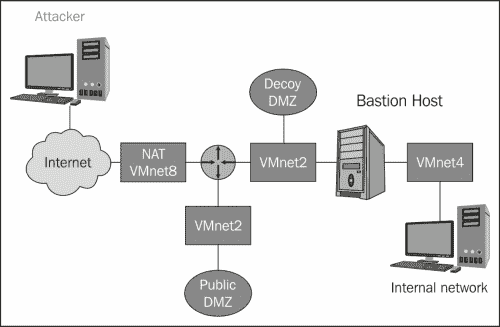 Attacker
Decoy
DMZ
Bastion Host
Internet
NAT
VMnet8
VMnet2
VMnet4
VMnet2
Public
DMZ
Internal network